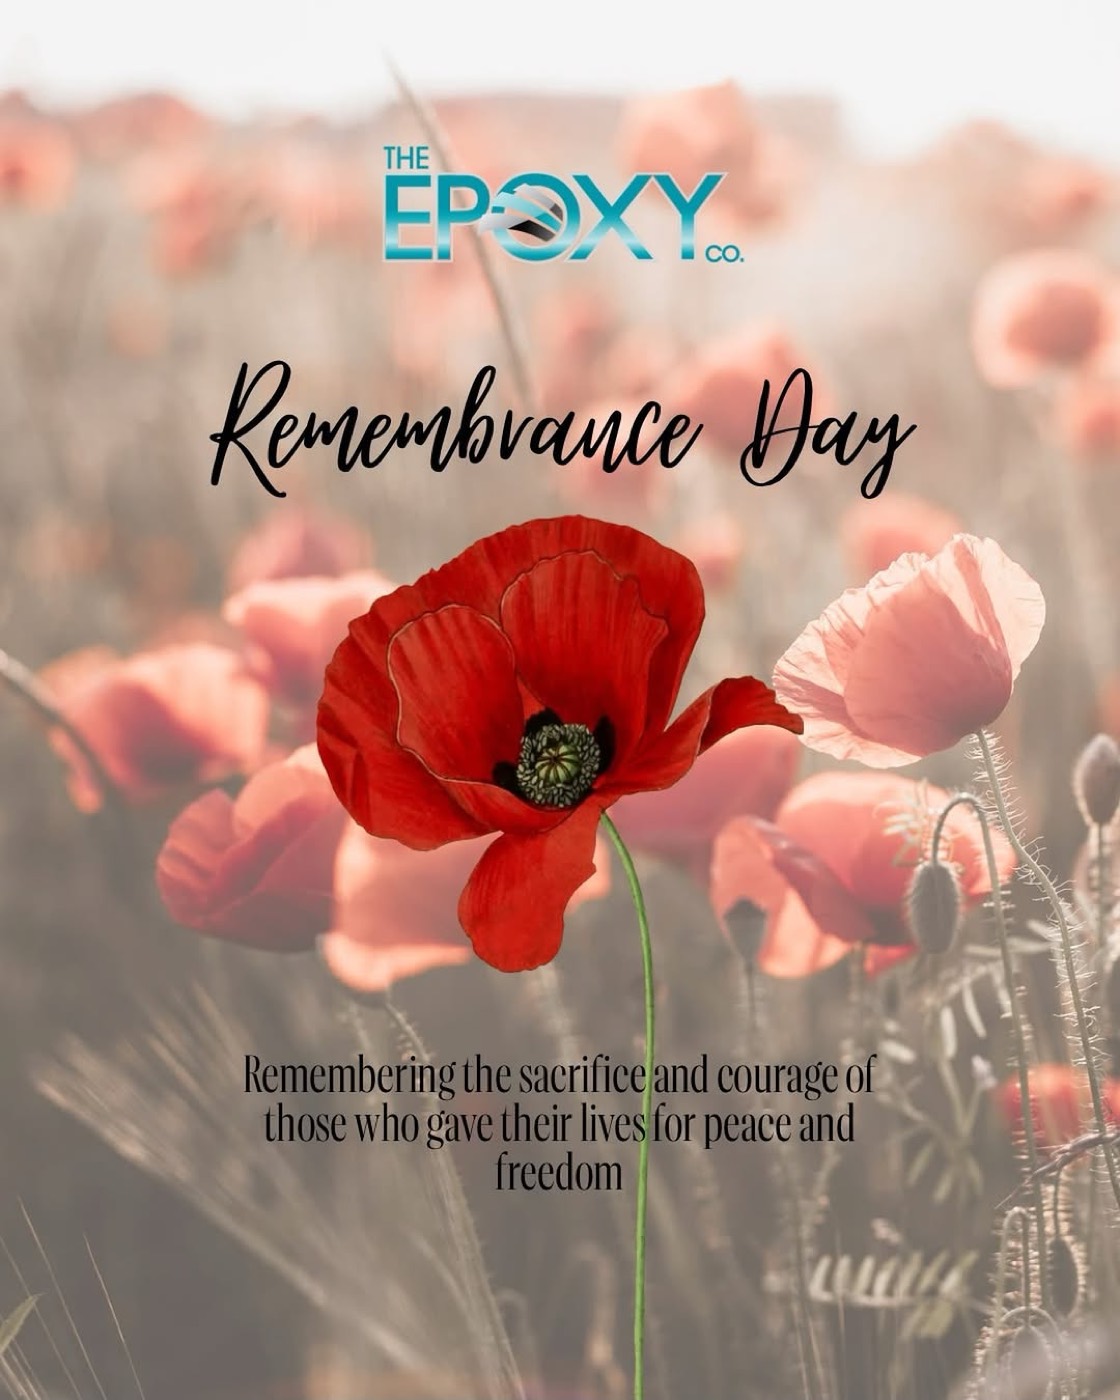 THE
EPOXY
CO.
Remembrance Day
Remembering the sacrifice and courage of
those who gave their lives for peace and
freedom